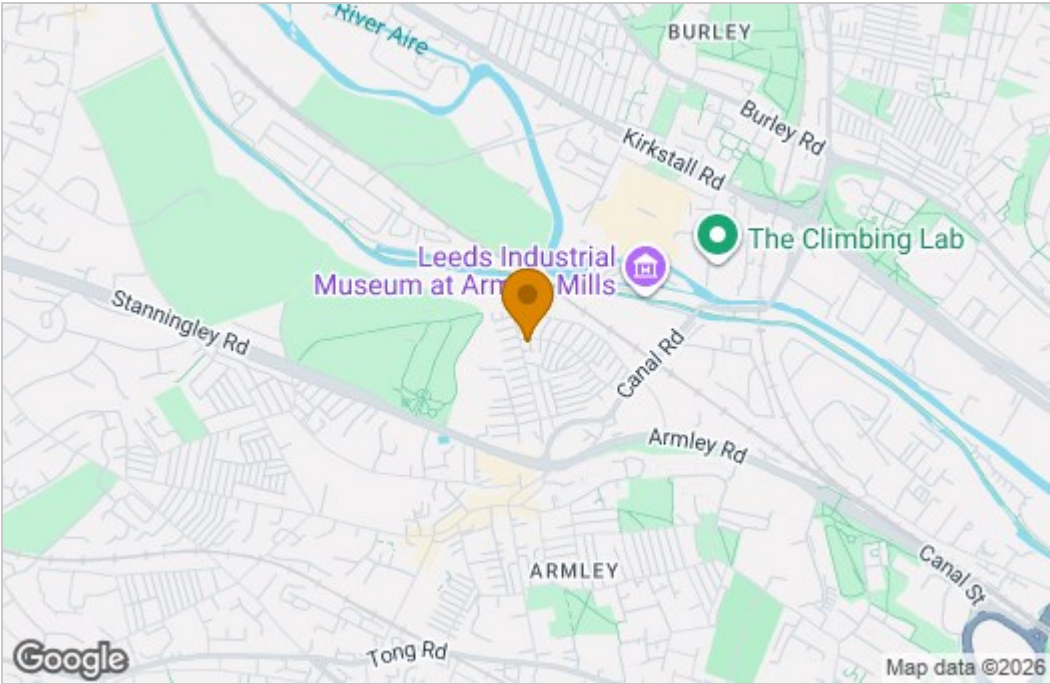 River Aire
BURLEY
Burley Rd
Kirkstall Rd
The Climbing Lab
Leeds Industrial
Museum at Armley Mills
Stanningley Rd
Canal Rd
Armley Rd
ARMLEY
Canal St
Tong Rd
Google
Map data ©2026